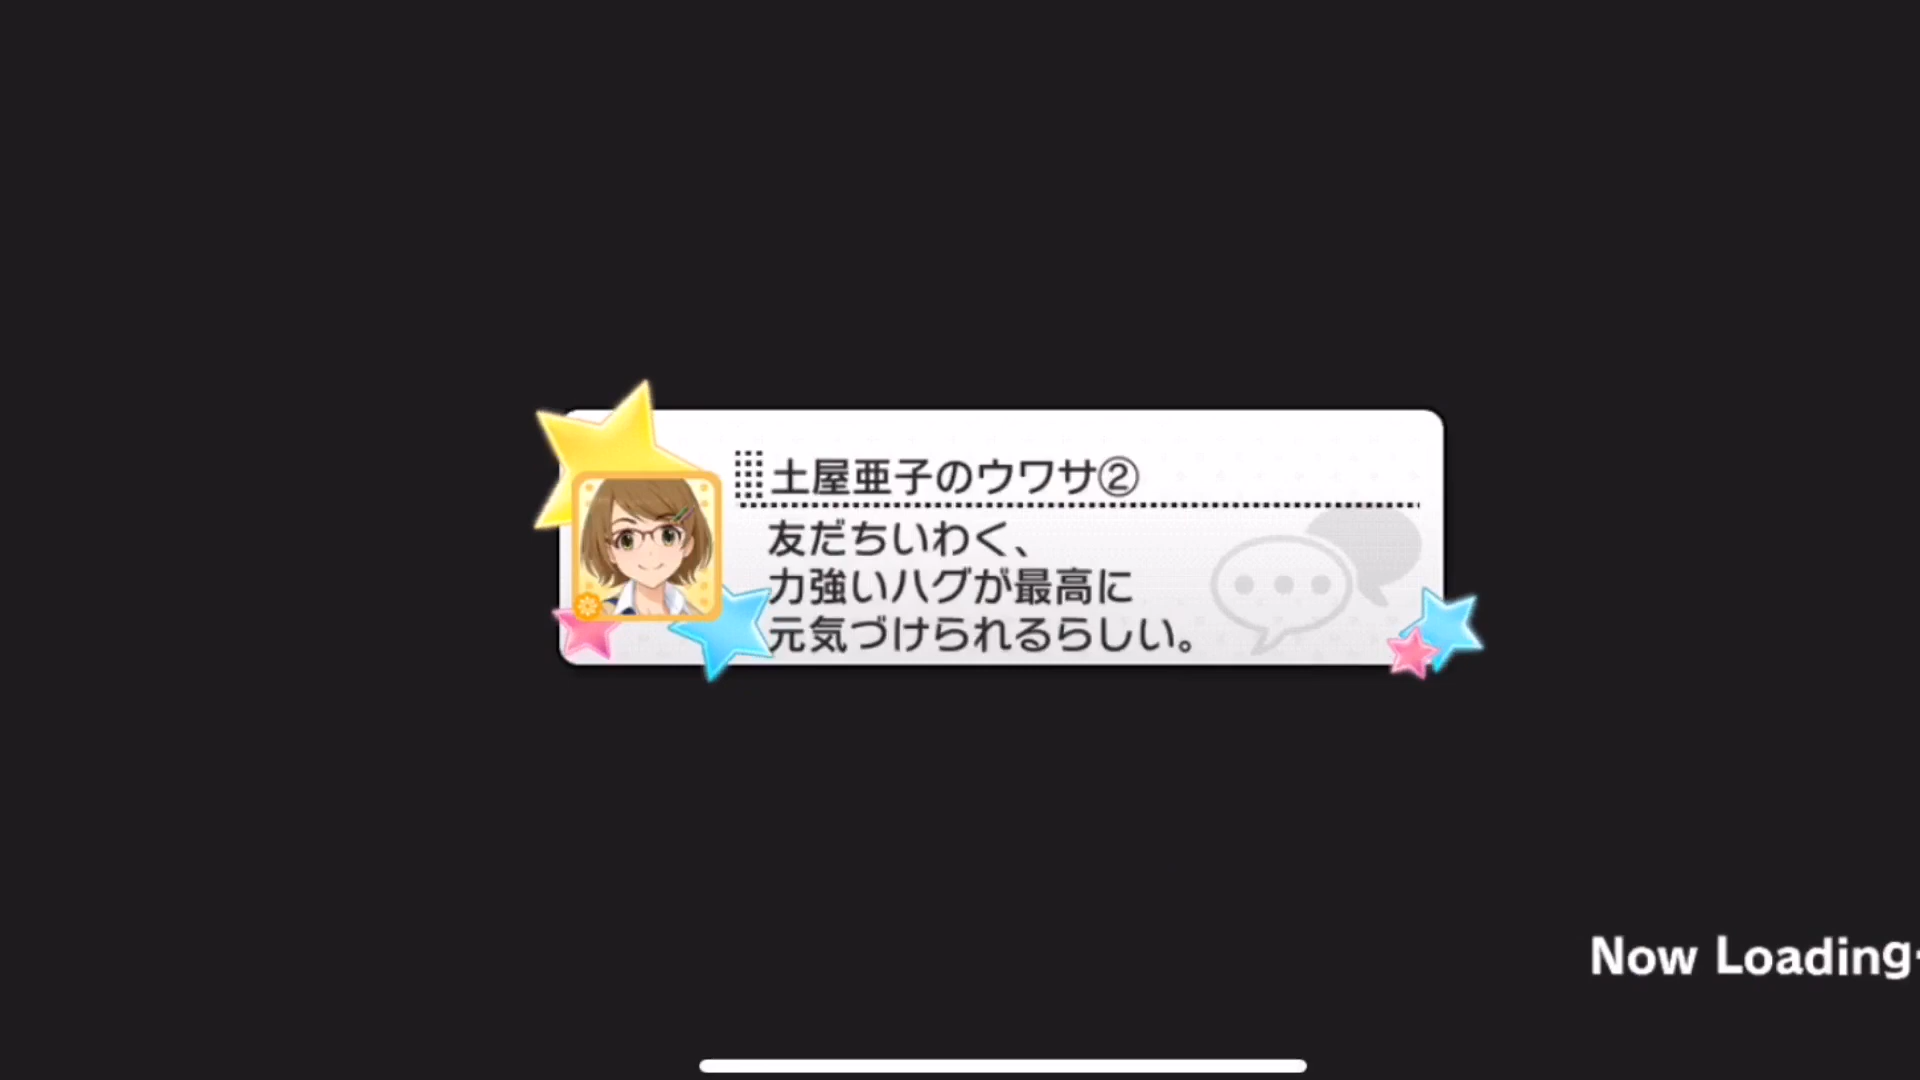 土屋亜子のウワサ②
友だちいわく、
力強いハグが最高に
元気づけられるらしい。
Now Loading